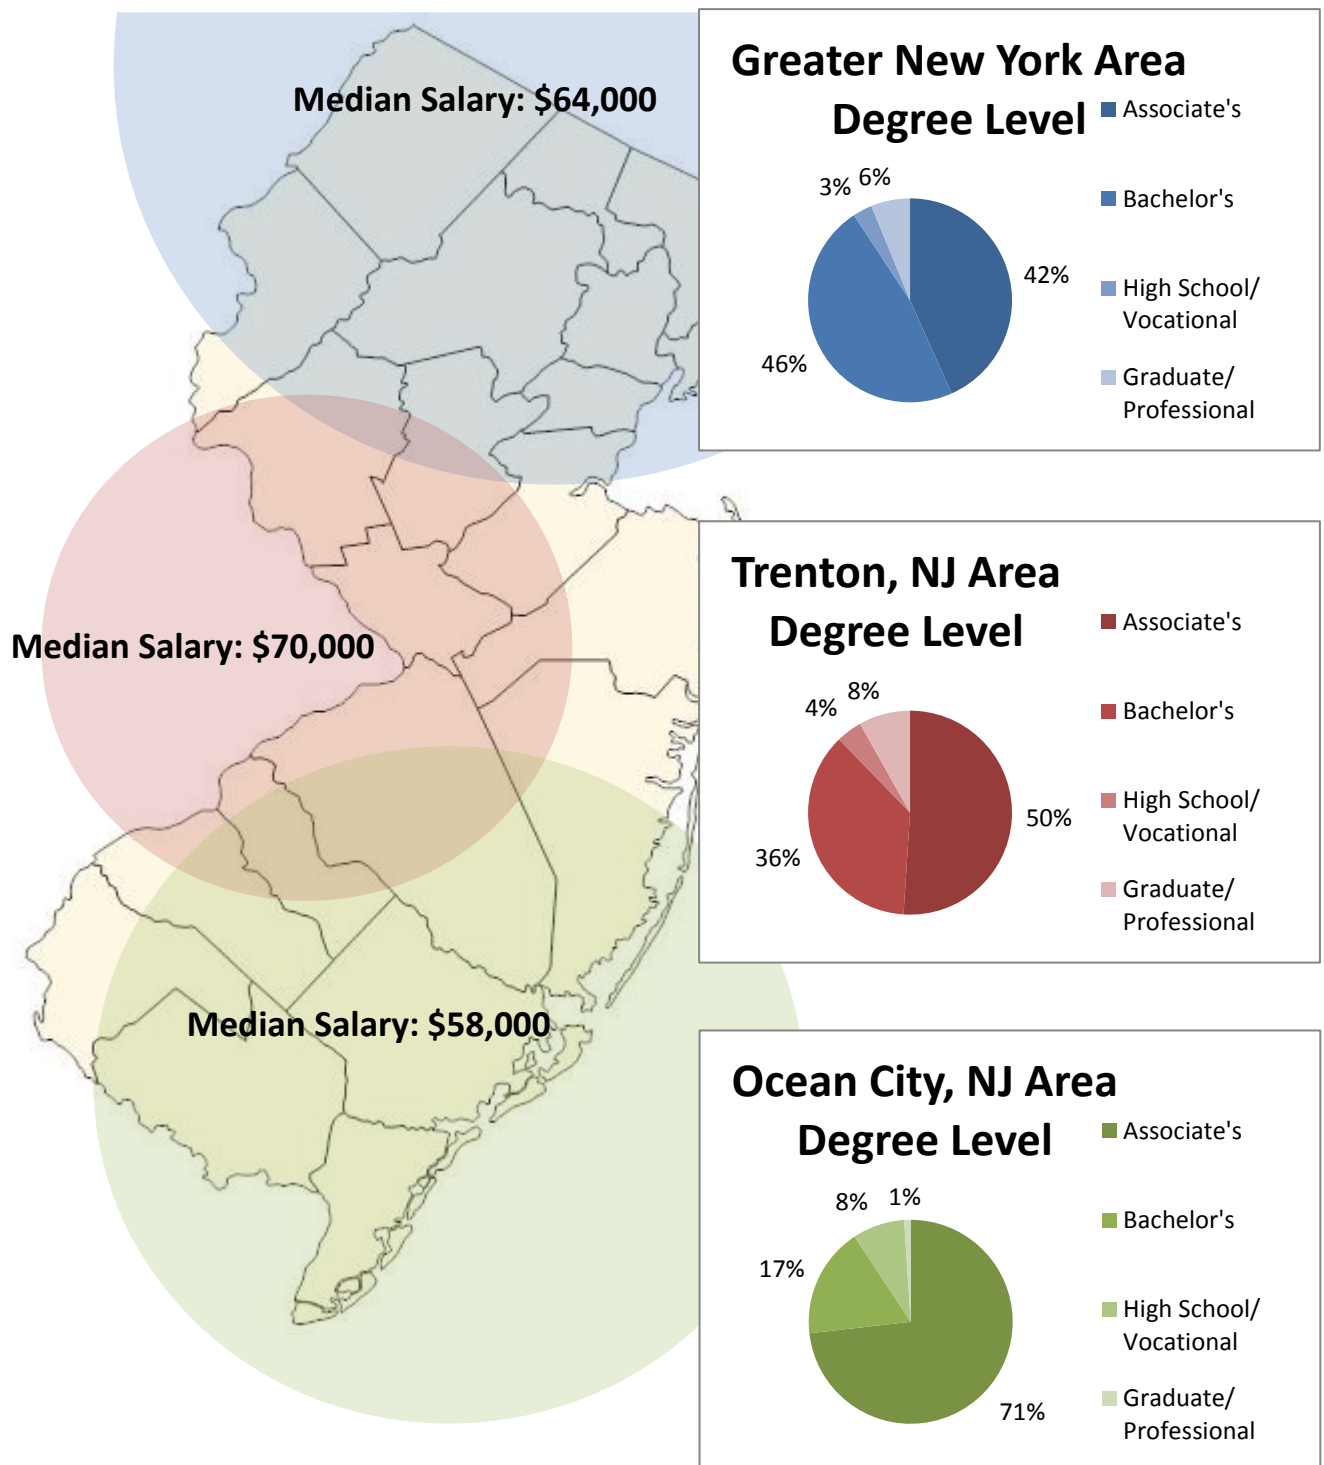 Median Salary: $64,000
Greater New York Area
Degree Level
Associate's
Bachelor's
High School/
Vocational
Graduate/
Professional
3%
6%
42%
46%
Median Salary: $70,000
Trenton, NJ Area
Degree Level
Associate's
Bachelor's
High School/
Vocational
Graduate/
Professional
4%
8%
50%
36%
Median Salary: $58,000
Ocean City, NJ Area
Degree Level
Associate's
Bachelor's
High School/
Vocational
Graduate/
Professional
8%
1%
17%
71%